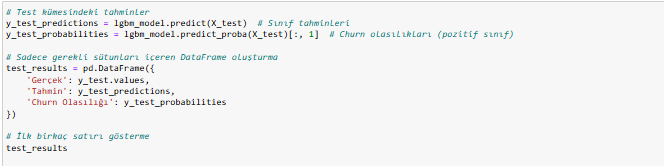 # Test kümesindeki tahminler
y_test_predictions = lgbm_model.predict(X_test)  # Sınıf tahminleri
y_test_probabilities = lgbm_model.predict_proba(X_test)[:, 1]  # Churn olasılıkları (pozitif sınıf)

# Sadece gerekli sütunları içeren DataFrame oluşturma
test_results = pd.DataFrame({
    'Gerçek': y_test.values,
    'Tahmin': y_test_predictions,
    'Churn Olasılığı': y_test_probabilities
})

# İlk birkaç satırı gösterme
test_results